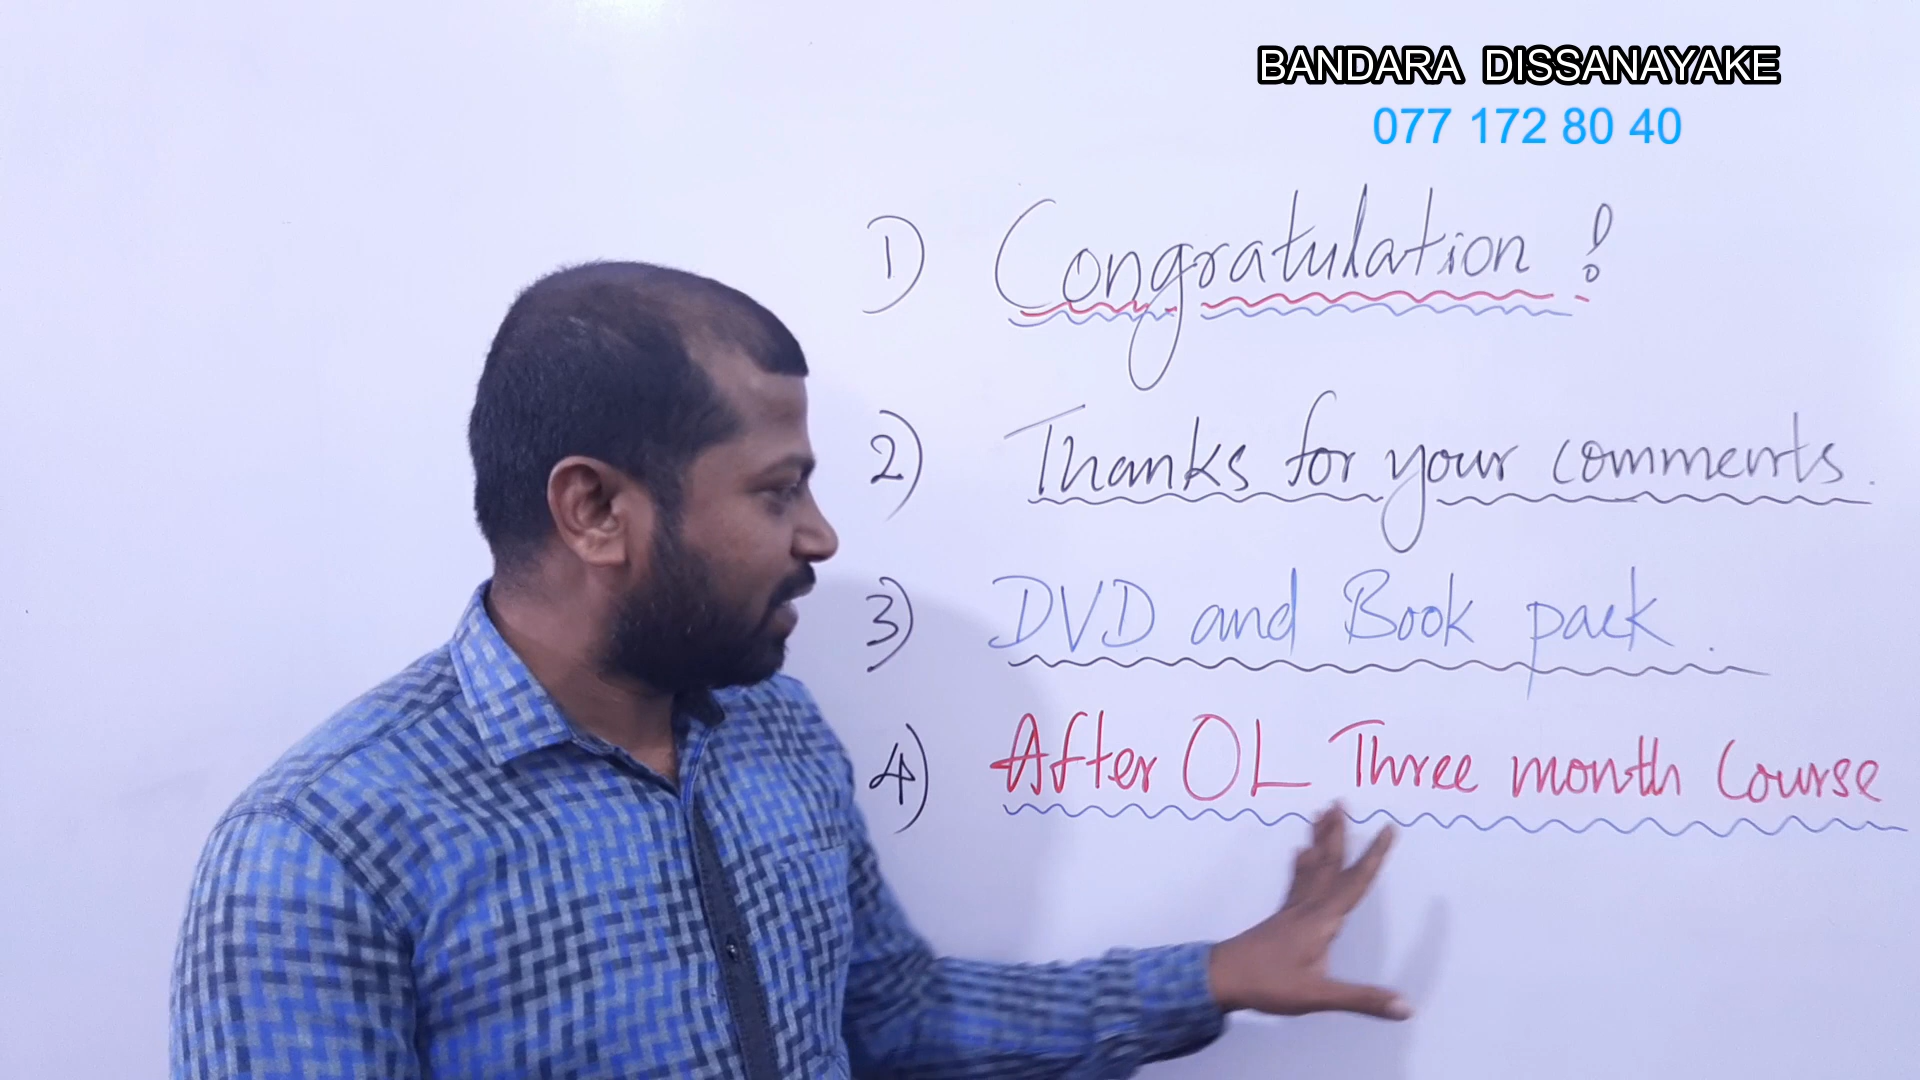 BANDARA DISSANAYAKE
077 172 80 40
1) Congratulation !
2) Thanks for your comments.
3) DVD and Book pack.
4) After OL Three month Course